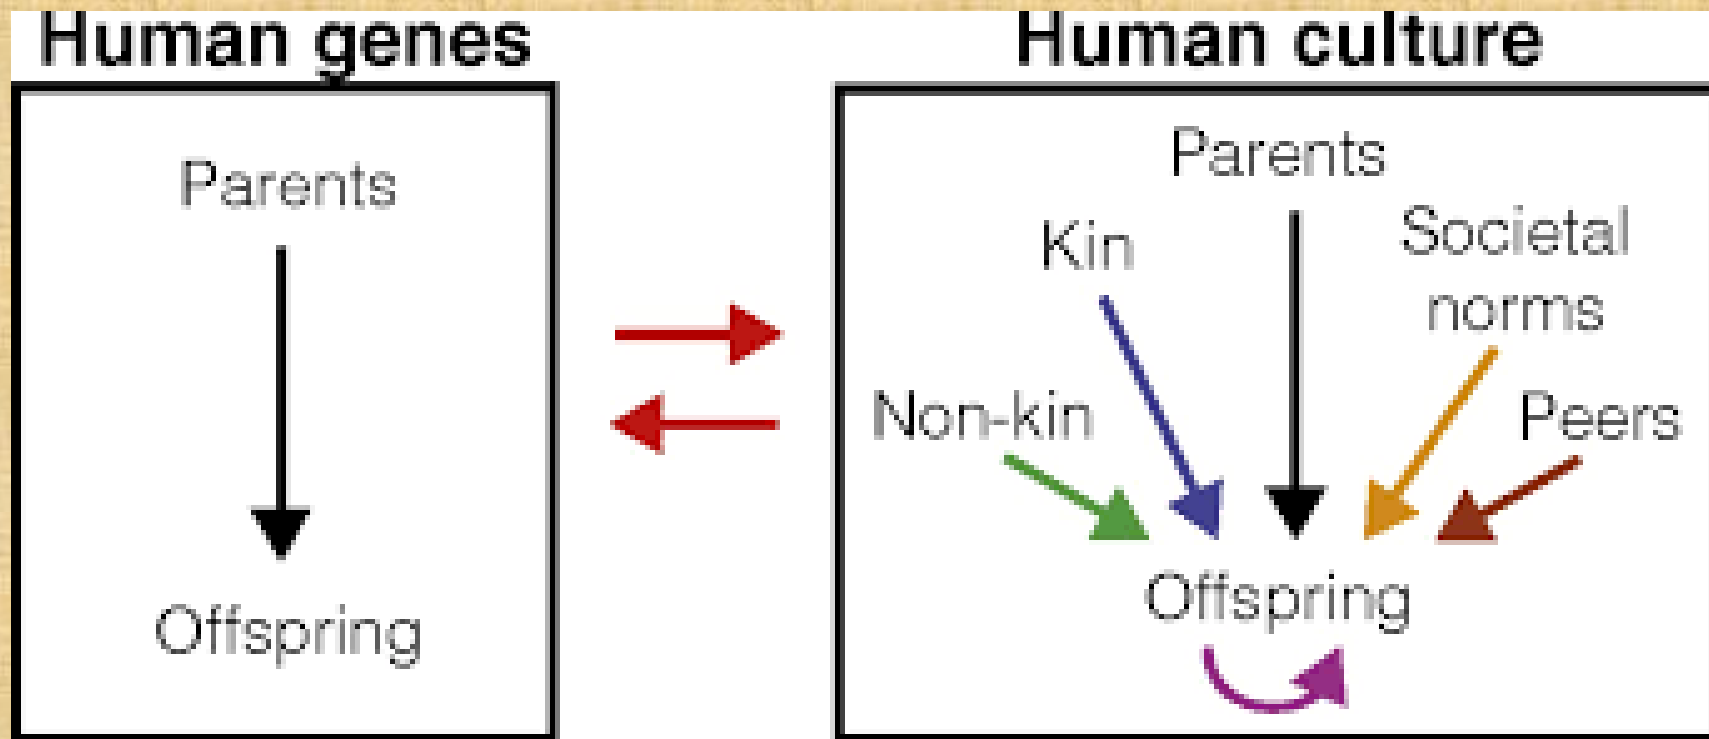 Human genes
Parents
Offspring
Human culture
Parents
Kin
Societal
norms
Non-kin
Peers
Offspring